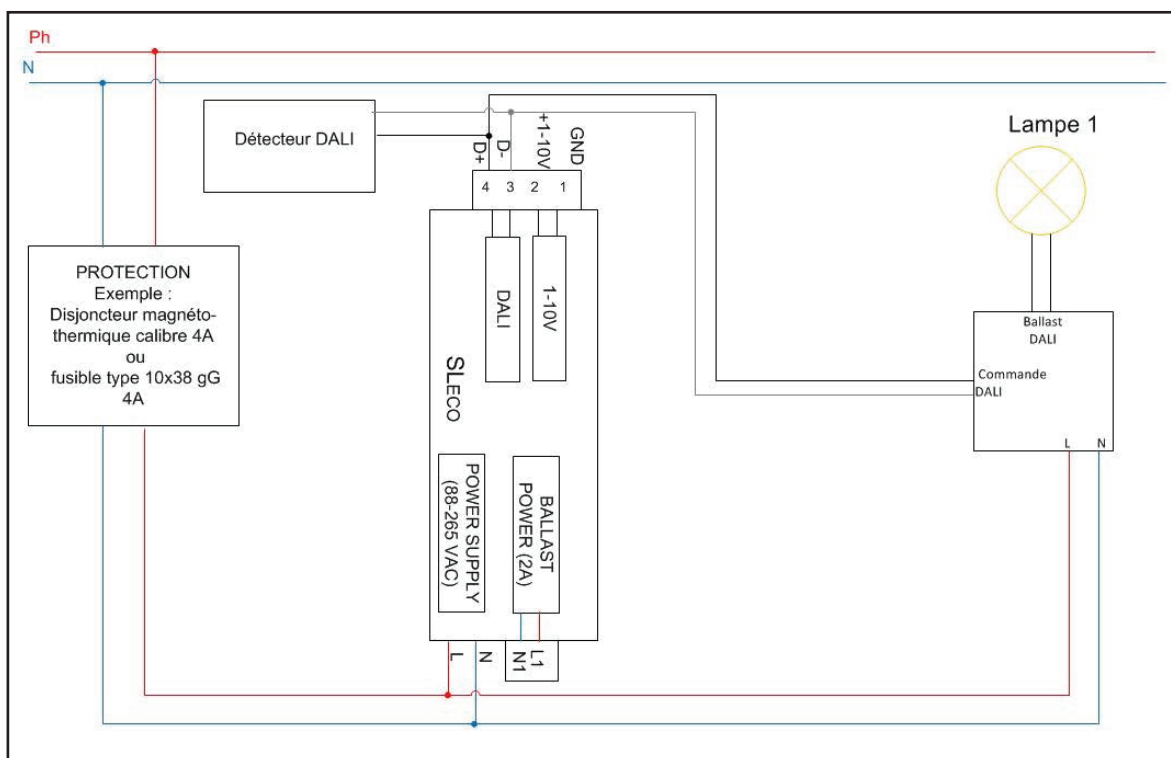 Ph
N
Détecteur DALI
D+
D-
+1-10V
GND
4
3
2
1
Lampe 1
PROTECTION
Exemple :
Disjoncteur magnéto-
thermique calibre 4A
ou
fusible type 10x38 gG
4A
DALI
1-10V
SLECO
POWER SUPPLY
(88-265 VAC)
BALLAST
POWER (2A)
L
N
N1
L1
Ballast
DALI
Commande
DALI
L
N